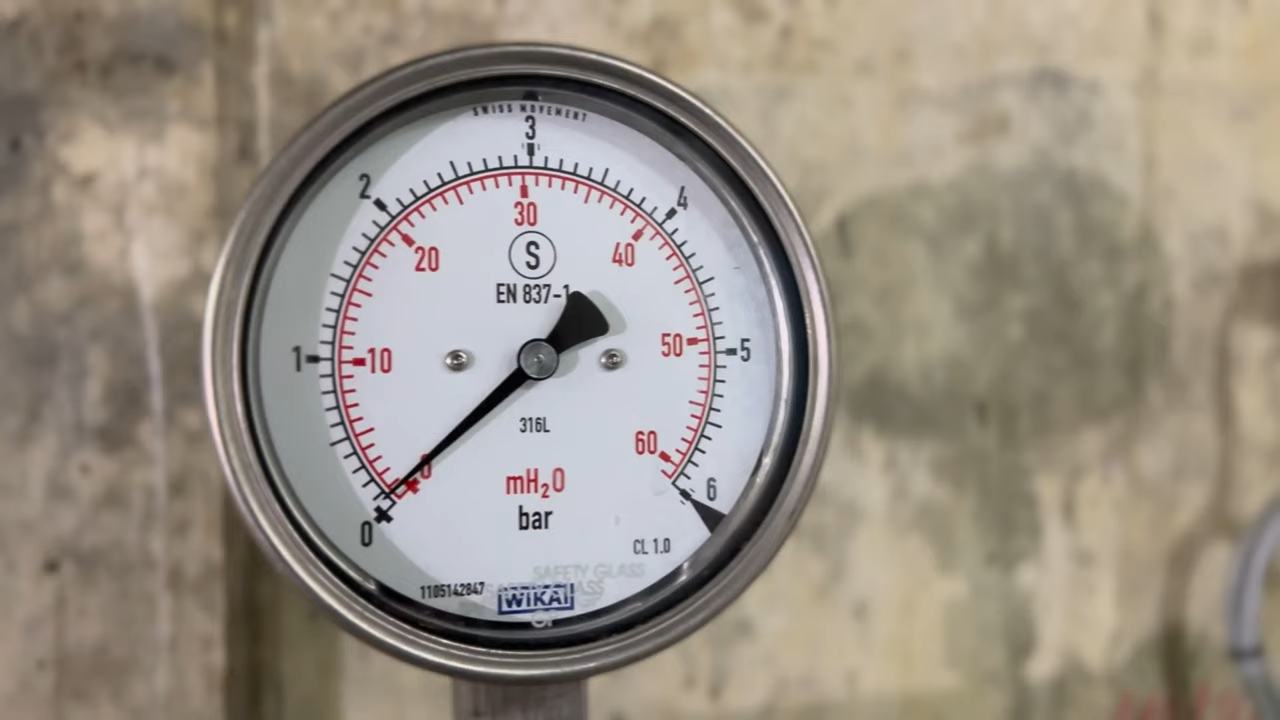 SWISS MOVEMENT
3
2
4
30
20
40
S
EN 837-1
1
10
50
5
316L
60
0
mH₂O
6
bar
0
CL 1.0
SAFETY GLASS
1105142847
WIKAI